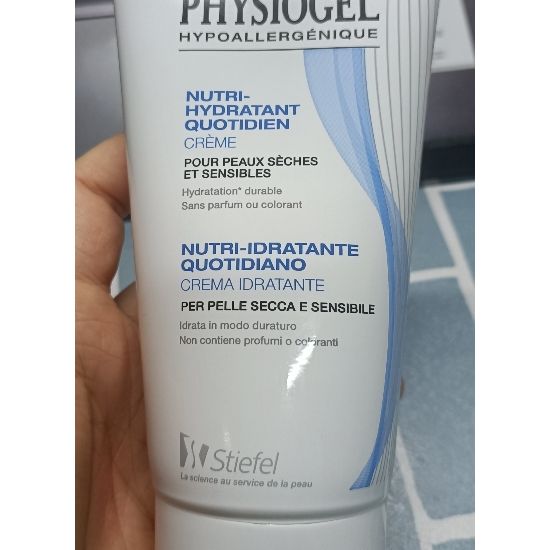 PHYSIOGEL
HYPOALLERGÉNIQUE
NUTRI-
HYDRATANT
QUOTIDIEN
CRÈME
POUR PEAUX SÈCHES
ET SENSIBLES
Hydratation* durable
Sans parfum ou colorant
NUTRI-IDRATANTE
QUOTIDIANO
CREMA IDRATANTE
PER PELLE SECCA E SENSIBILE
Idrata in modo duraturo
Non contiene profumi o coloranti
Stiefel
La science au service de la peau